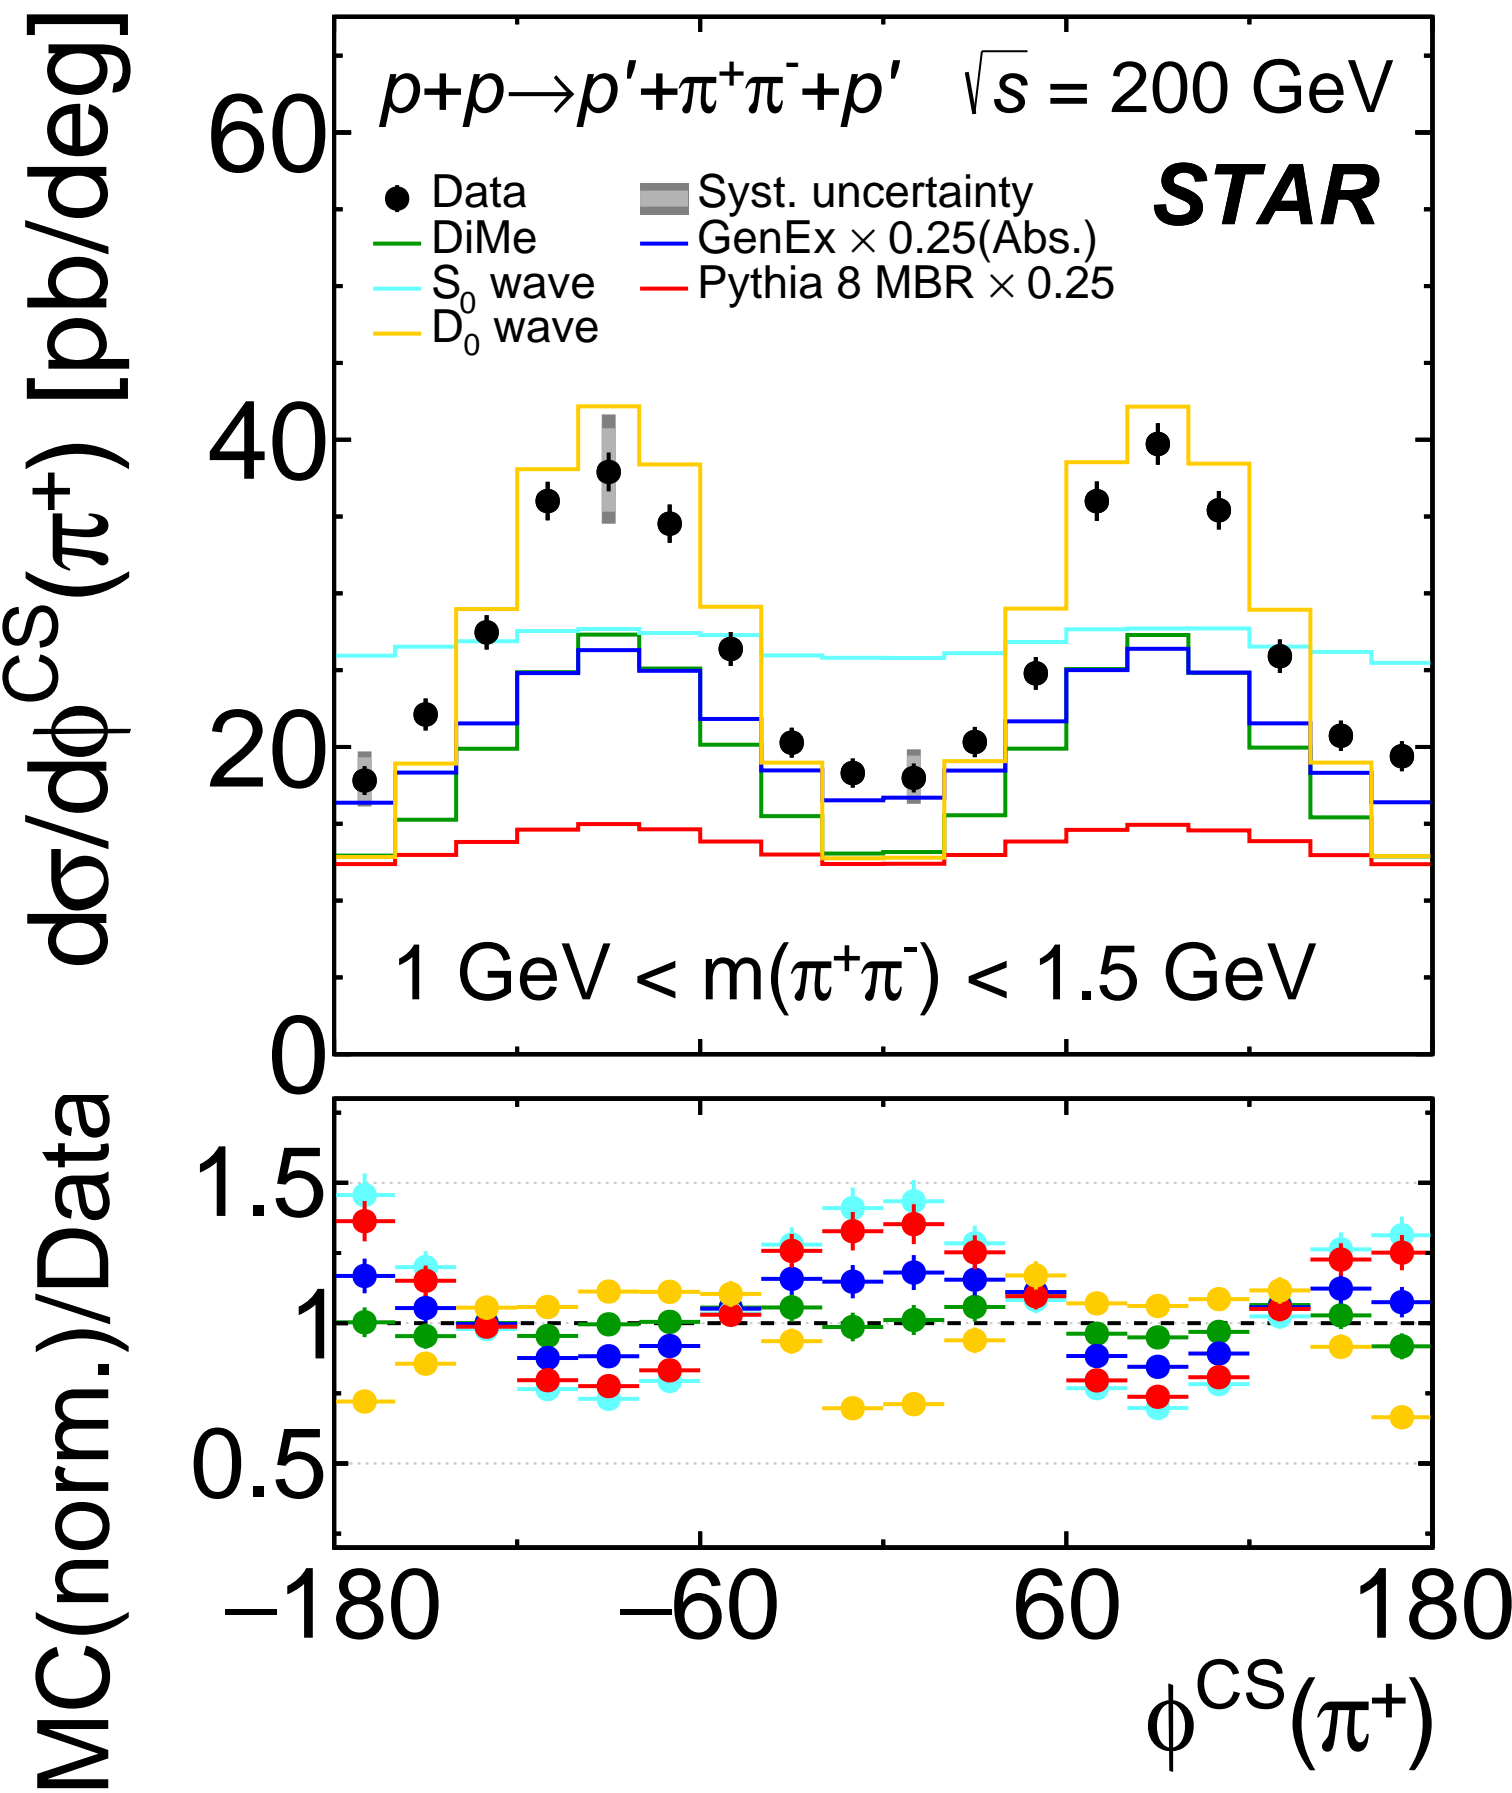 p+p→p′+π⁺π⁻+p′ √s = 200 GeV
STAR
Data
Syst. uncertainty
DiMe
GenEx × 0.25(Abs.)
S₀ wave
Pythia 8 MBR × 0.25
D₀ wave
dσ/dϕ^CS(π⁺) [pb/deg]
60
40
20
0
1 GeV < m(π⁺π⁻) < 1.5 GeV
MC(norm.)/Data
1.5
1
0.5
−180 −60 60 180
ϕ^CS(π⁺)